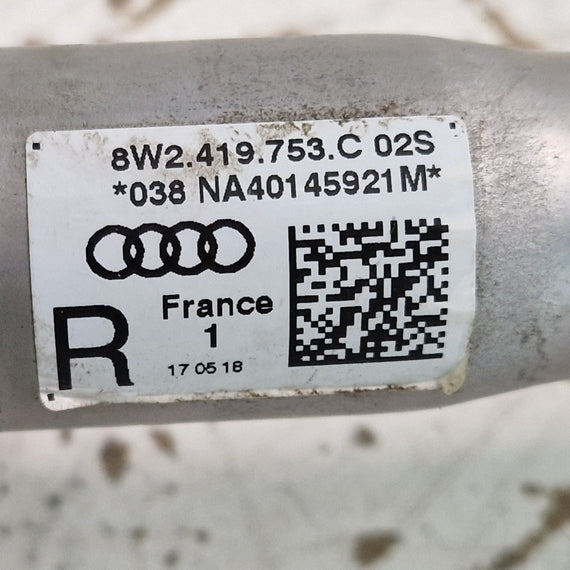 8W2.419.753.C 02S
*038 NA40145921M*
R
France
1
17 05 18